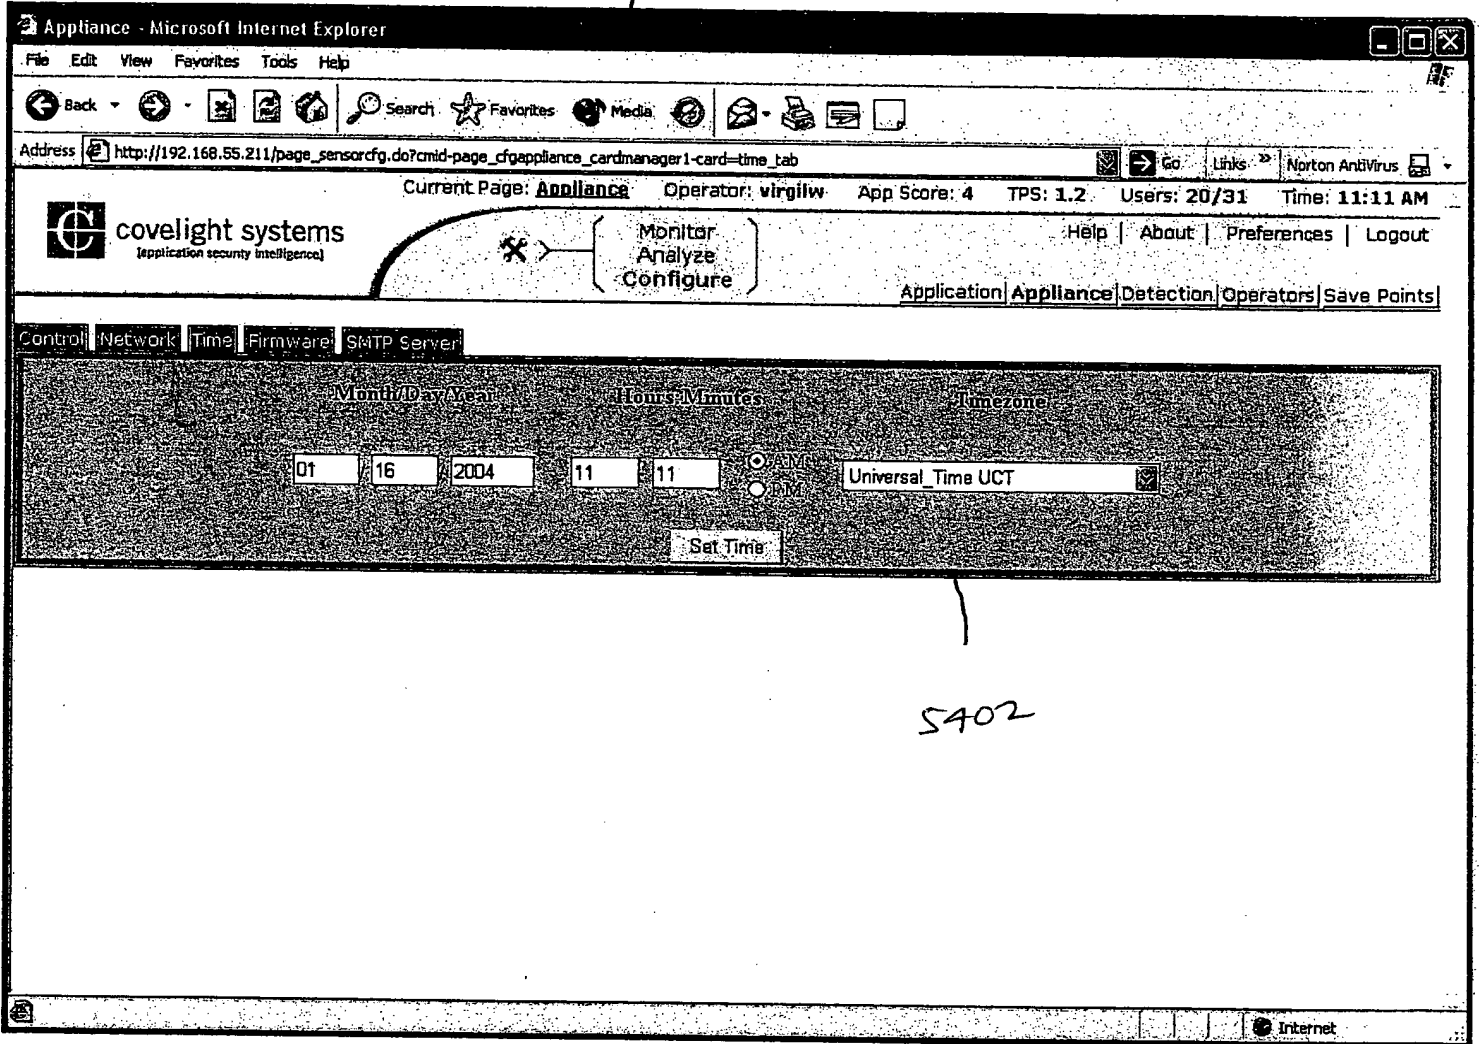 Appliance - Microsoft Internet Explorer
File Edit View Favorites Tools Help
Back Search Favorites Media
Address http://192.168.55.211/page_sensorcfg.do?cmid-page_cfgappliance_cardmanager1-card=time_tab Go Links » Norton AntiVirus
Current Page: Appliance Operator: virgilw App Score: 4 TPS: 1.2 Users: 20/31 Time: 11:11 AM
covelight systems
[application security intelligence]
Monitor
Analyze
Configure
Help | About | Preferences | Logout
Application| Appliance| Detection| Operators| Save Points|
Control Network Time Firmware SMTP Server
Month/Day/Year Hours:Minutes Timezone
01 / 16 / 2004 11 : 11 AM Universal_Time UCT
PM
Set Time
5402
Internet